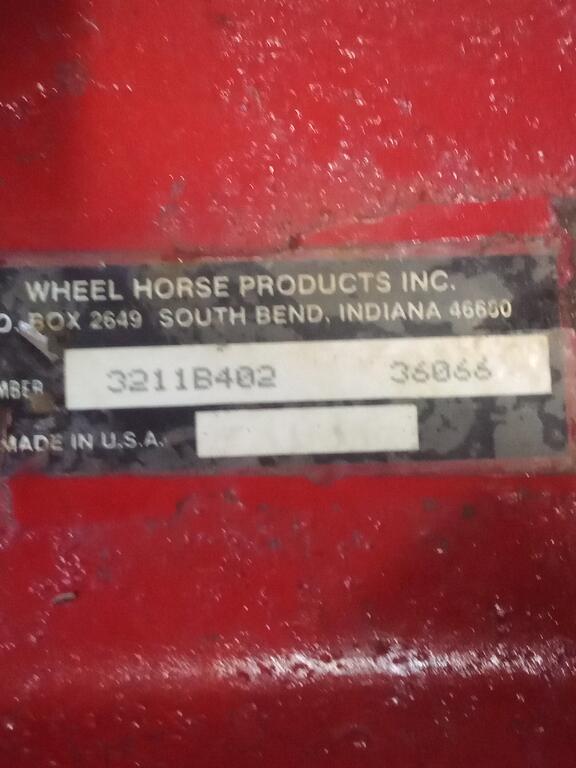 WHEEL HORSE PRODUCTS INC.
O. BOX 2649 SOUTH BEND, INDIANA 46680
MBER 3211B402 36066
MADE IN U.S.A.